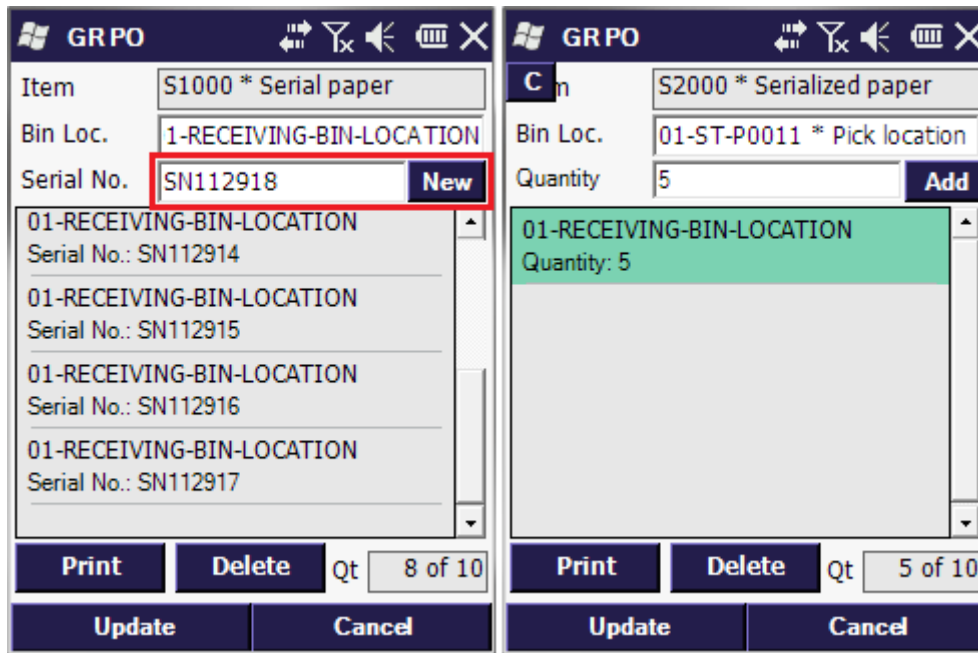 GRPO
Item
S1000 * Serial paper
Bin Loc.
1-RECEIVING-BIN-LOCATION
Serial No.
SN112918
New
01-RECEIVING-BIN-LOCATION
Serial No.: SN112914
01-RECEIVING-BIN-LOCATION
Serial No.: SN112915
01-RECEIVING-BIN-LOCATION
Serial No.: SN112916
01-RECEIVING-BIN-LOCATION
Serial No.: SN112917
Print
Delete
Qt
8 of 10
Update
Cancel
GRPO
C
S2000 * Serialized paper
Bin Loc.
01-ST-P0011 * Pick location
Quantity
5
Add
01-RECEIVING-BIN-LOCATION
Quantity: 5
Print
Delete
Qt
5 of 10
Update
Cancel